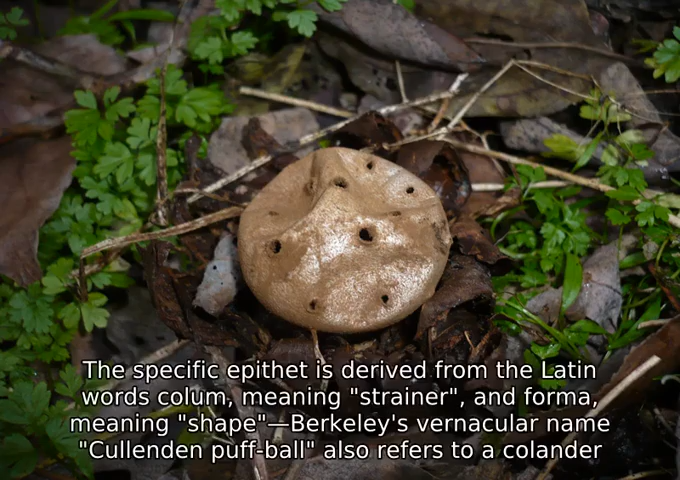 The specific epithet is derived from the Latin
words colum, meaning "strainer", and forma,
meaning "shape"—Berkeley's vernacular name
"Cullenden puff-ball" also refers to a colander